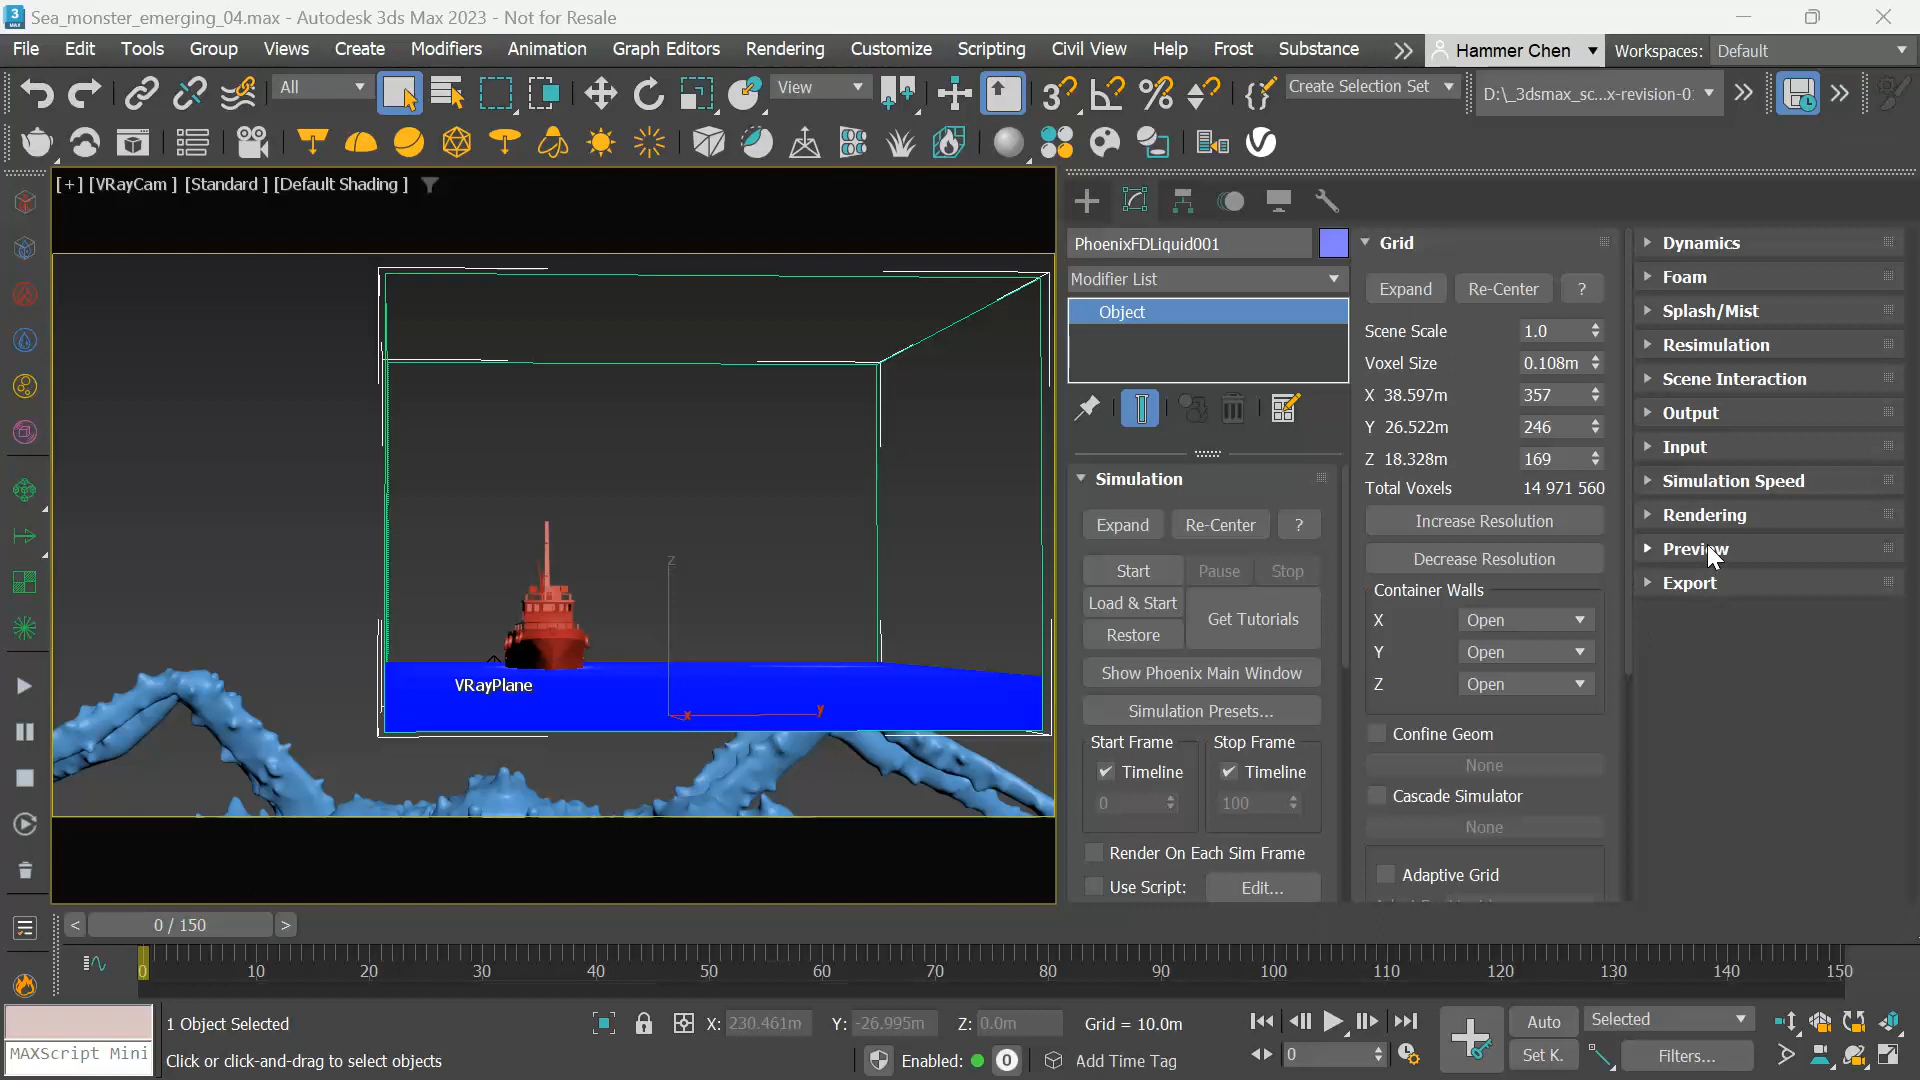 Sea_monster_emerging_04.max - Autodesk 3ds Max 2023 - Not for Resale
File Edit Tools Group Views Create Modifiers Animation Graph Editors Rendering Customize Scripting Civil View Help Frost Substance Hammer Chen Workspaces: Default
All View Create Selection Set D:\_3dsmax_sc...x-revision-0
[+] [VRayCam ] [Standard ] [Default Shading ]
PhoenixFDLiquid001
Modifier List
Object
Simulation
Expand Re-Center ?
Start Pause Stop
Load & Start
Restore
Get Tutorials
Show Phoenix Main Window
Simulation Presets...
Start Frame Stop Frame
Timeline Timeline
0 100
Render On Each Sim Frame
Use Script: Edit...
Grid
Expand Re-Center ?
Scene Scale 1.0
Voxel Size 0.108m
X 38.597m 357
Y 26.522m 246
Z 18.328m 169
Total Voxels 14 971 560
Increase Resolution
Decrease Resolution
Container Walls
X Open
Y Open
Z Open
Confine Geom
None
Cascade Simulator
None
Adaptive Grid
Dynamics
Foam
Splash/Mist
Resimulation
Scene Interaction
Output
Input
Simulation Speed
Rendering
Preview
Export
z
VRayPlane
x y
< 0 / 150 >
0 10 20 30 40 50 60 70 80 90 100 110 120 130 140 150
MAXScript Mini
1 Object Selected
Click or click-and-drag to select objects
X: 230.461m Y: -26.995m Z: 0.0m Grid = 10.0m
Enabled: 0 Add Time Tag
0
Auto Selected
Set K. Filters...